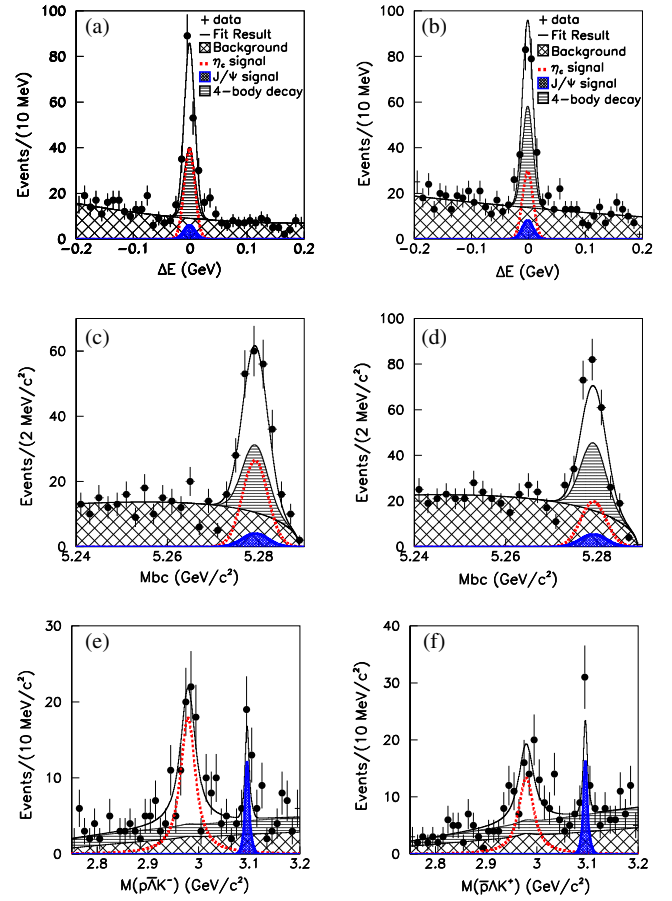 (a)
+ data
— Fit Result
Background
η_c signal
J/Ψ signal
4-body decay
Events/(10 MeV)
100
80
60
40
20
0
−0.2 −0.1 0 0.1 0.2
ΔE (GeV)
(b)
+ data
— Fit Result
Background
η_c signal
J/Ψ signal
4-body decay
Events/(10 MeV)
100
80
60
40
20
0
−0.2 −0.1 0 0.1 0.2
ΔE (GeV)
(c)
Events/(2 MeV/c²)
60
40
20
0
5.24 5.26 5.28
Mbc (GeV/c²)
(d)
Events/(2 MeV/c²)
100
80
60
40
20
0
5.24 5.26 5.28
Mbc (GeV/c²)
(e)
Events/(10 MeV/c²)
30
20
10
0
2.8 2.9 3 3.1 3.2
M(pΛ̅K⁻) (GeV/c²)
(f)
Events/(10 MeV/c²)
40
30
20
10
0
2.8 2.9 3 3.1 3.2
M(p̅ΛK⁺) (GeV/c²)